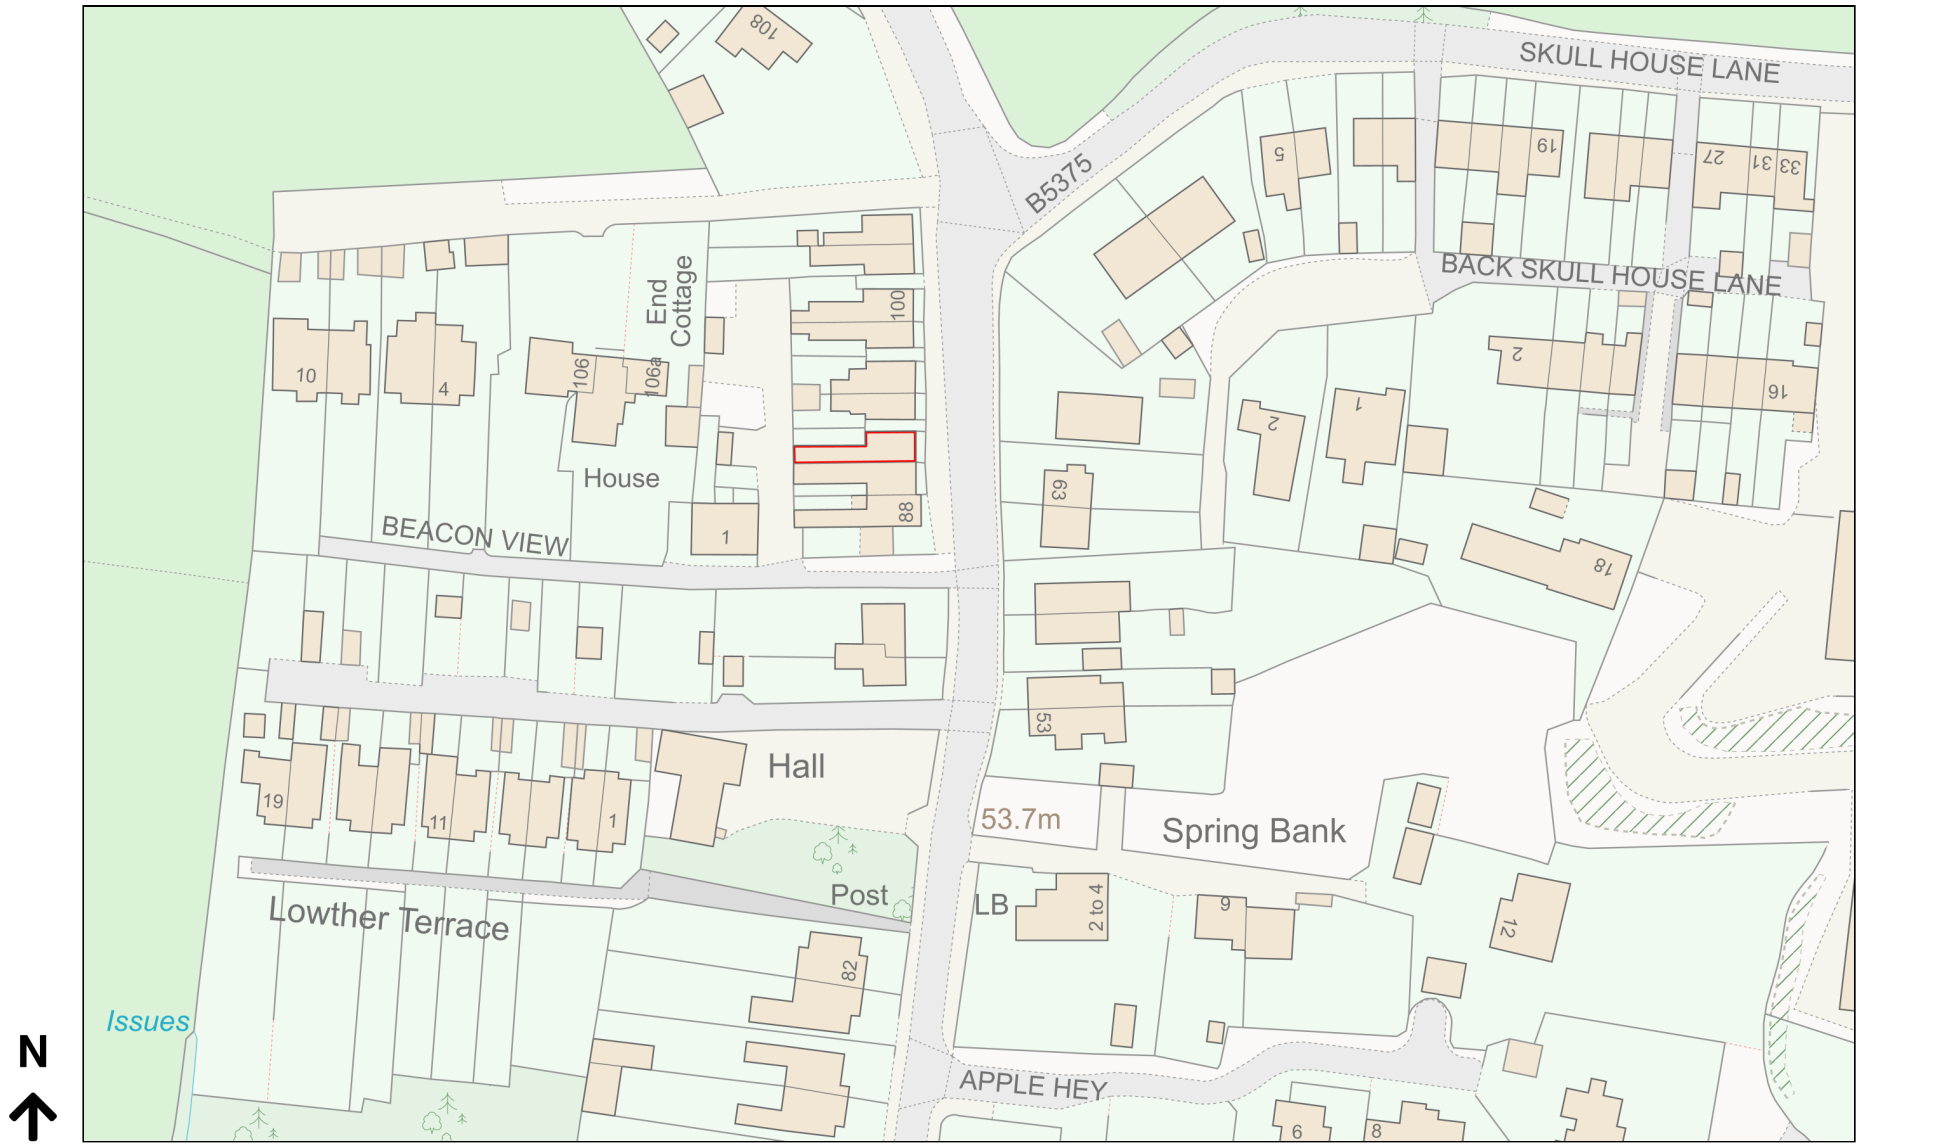 108
SKULL HOUSE LANE
B5375
5
19
27
31
33
BACK SKULL HOUSE LANE
End
Cottage
100
10
4
106
106a
2
16
1
2
House
63
88
1
BEACON VIEW
18
53
Hall
53.7m
Spring Bank
19
11
1
Post
LB
2 to 4
9
12
Lowther Terrace
82
Issues
N
APPLE HEY
6
8